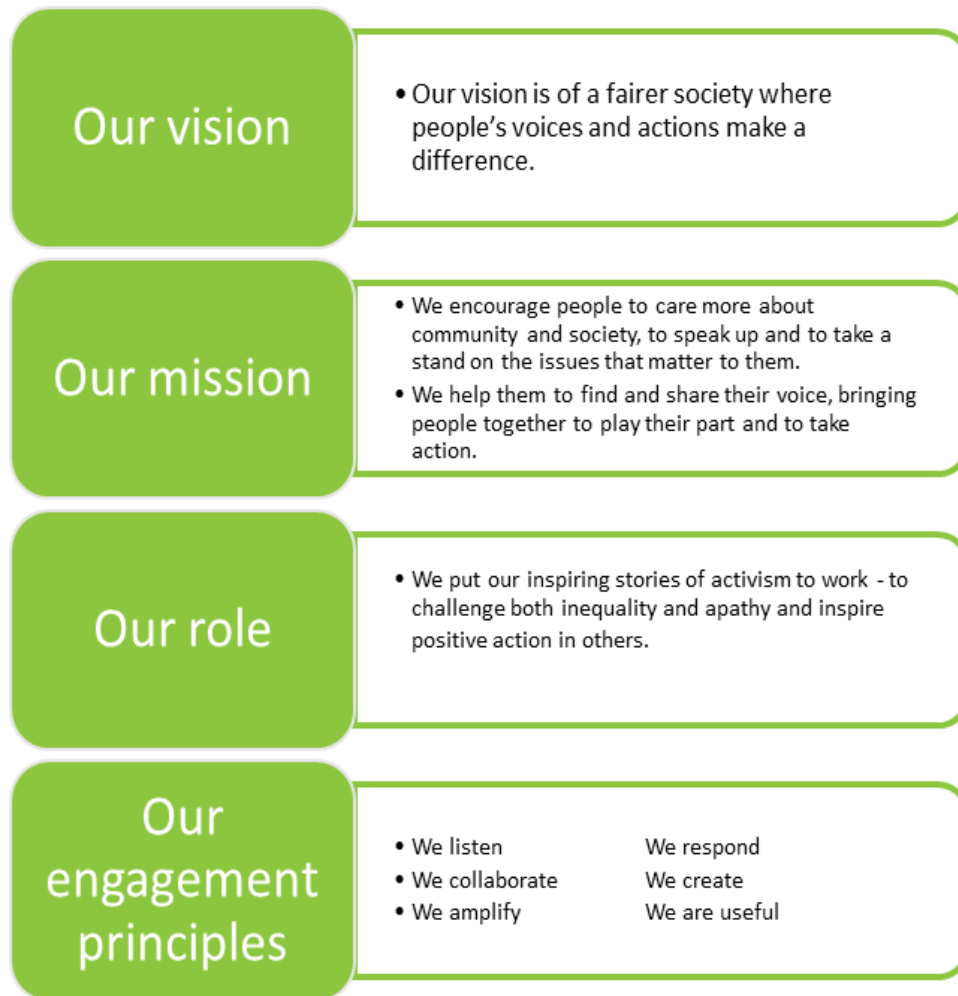 Our vision
• Our vision is of a fairer society where
people’s voices and actions make a
difference.
Our mission
• We encourage people to care more about
community and society, to speak up and to take a
stand on the issues that matter to them.
• We help them to find and share their voice, bringing
people together to play their part and to take
action.
Our role
• We put our inspiring stories of activism to work - to
challenge both inequality and apathy and inspire
positive action in others.
Our
engagement
principles
• We listen We respond
• We collaborate We create
• We amplify We are useful